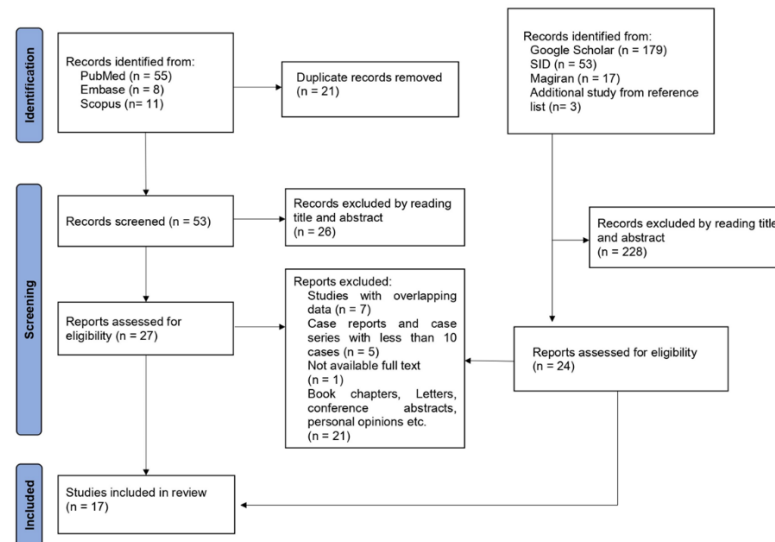 Identification
Records identified from:
PubMed (n = 55)
Embase (n = 8)
Scopus (n= 11)
Duplicate records removed
(n = 21)
Records identified from:
Google Scholar (n = 179)
SID (n = 53)
Magiran (n = 17)
Additional study from reference
list (n = 3)
Screening
Records screened (n = 53)
Records excluded by reading
title and abstract
(n = 26)
Records excluded by reading title
and abstract
(n = 228)
Reports assessed for
eligibility (n = 27)
Reports excluded:
Studies with overlapping
data (n = 7)
Case reports and case
series with less than 10
cases (n = 5)
Not available full text
(n = 1)
Book chapters, Letters,
conference abstracts,
personal opinions etc.
(n = 21)
Reports assessed for eligibility
(n = 24)
Included
Studies included in review
(n = 17)